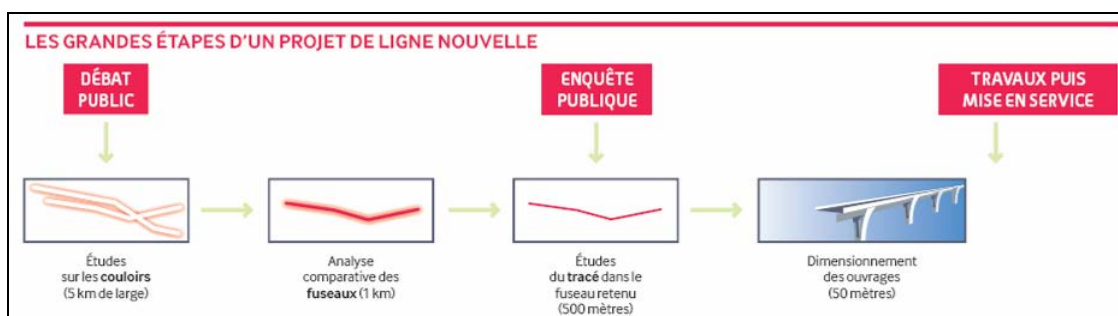 LES GRANDES ÉTAPES D'UN PROJET DE LIGNE NOUVELLE
DÉBAT
PUBLIC
ENQUÊTE
PUBLIQUE
TRAVAUX PUIS
MISE EN SERVICE
Études
sur les couloirs
(5 km de large)
Analyse
comparative des
fuseaux (1 km)
Études
du tracé dans le
fuseau retenu
(500 mètres)
Dimensionnement
des ouvrages
(50 mètres)